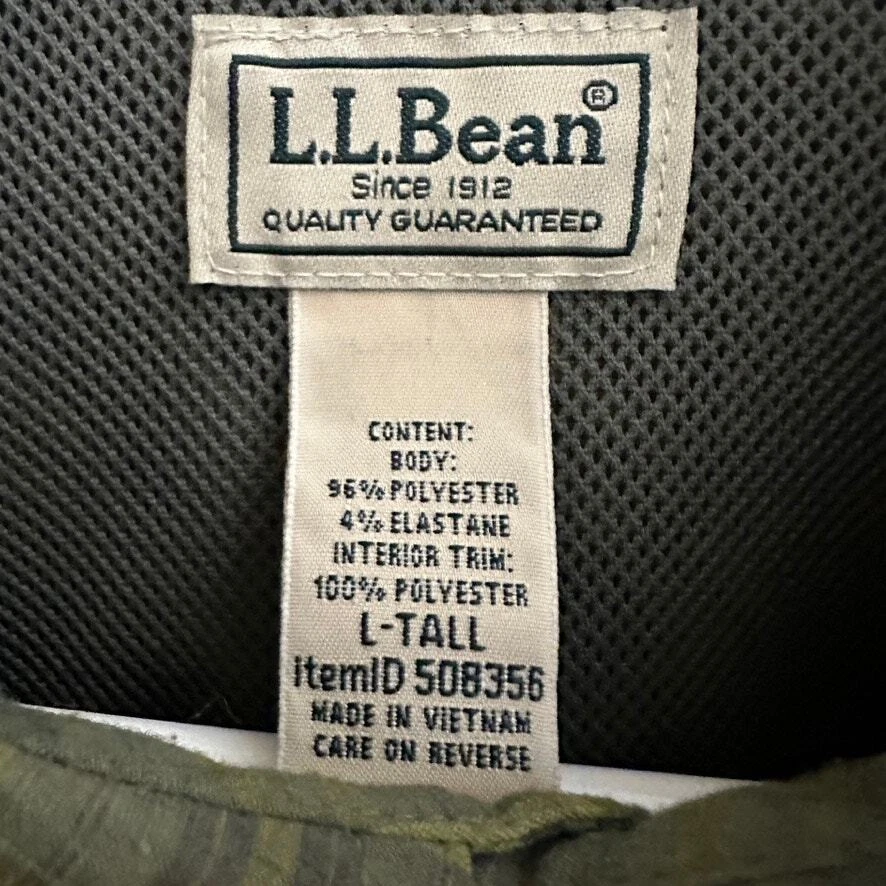 L.L.Bean®
Since 1912
QUALITY GUARANTEED
CONTENT:
BODY:
96% POLYESTER
4% ELASTANE
INTERIOR TRIM:
100% POLYESTER
L-TALL
itemID 508356
MADE IN VIETNAM
CARE ON REVERSE